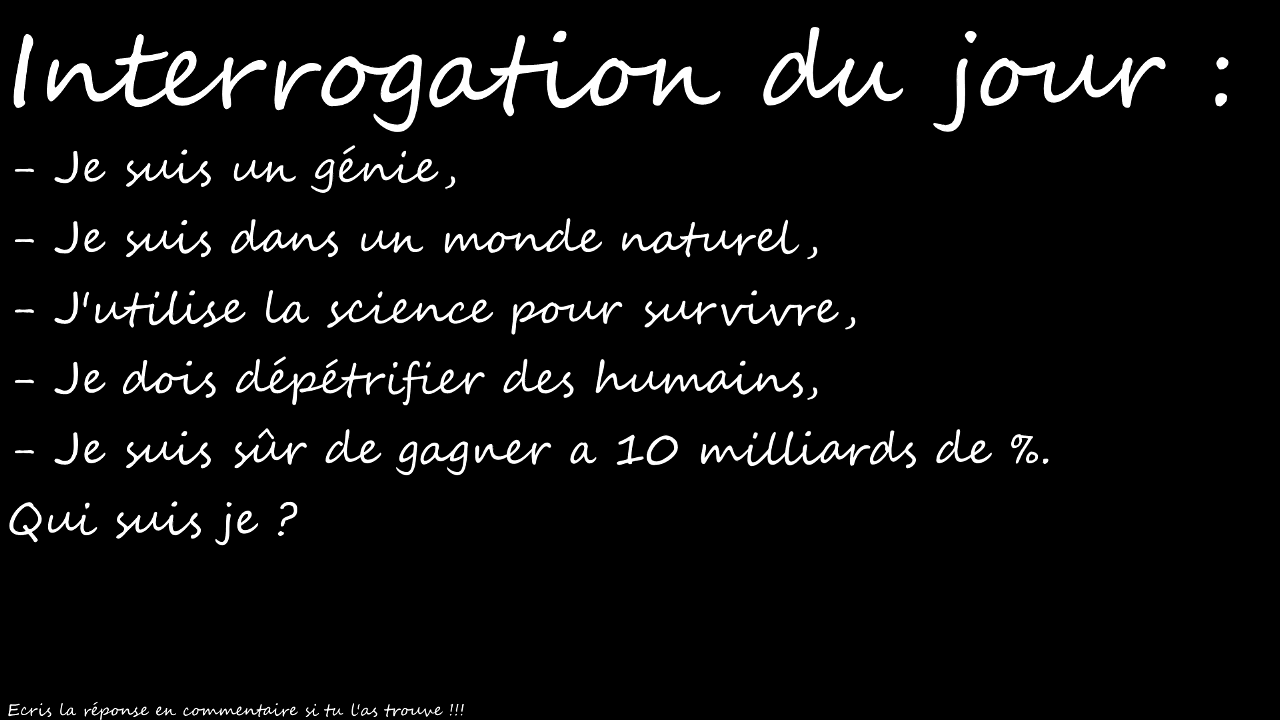 Interrogation du jour :
- Je suis un génie,
- Je suis dans un monde naturel,
- J'utilise la science pour survivre,
- Je dois dépétrifier des humains,
- Je suis sûr de gagner a 10 milliards de %.
Qui suis je ?
Ecris la réponse en commentaire si tu l'as trouve !!!